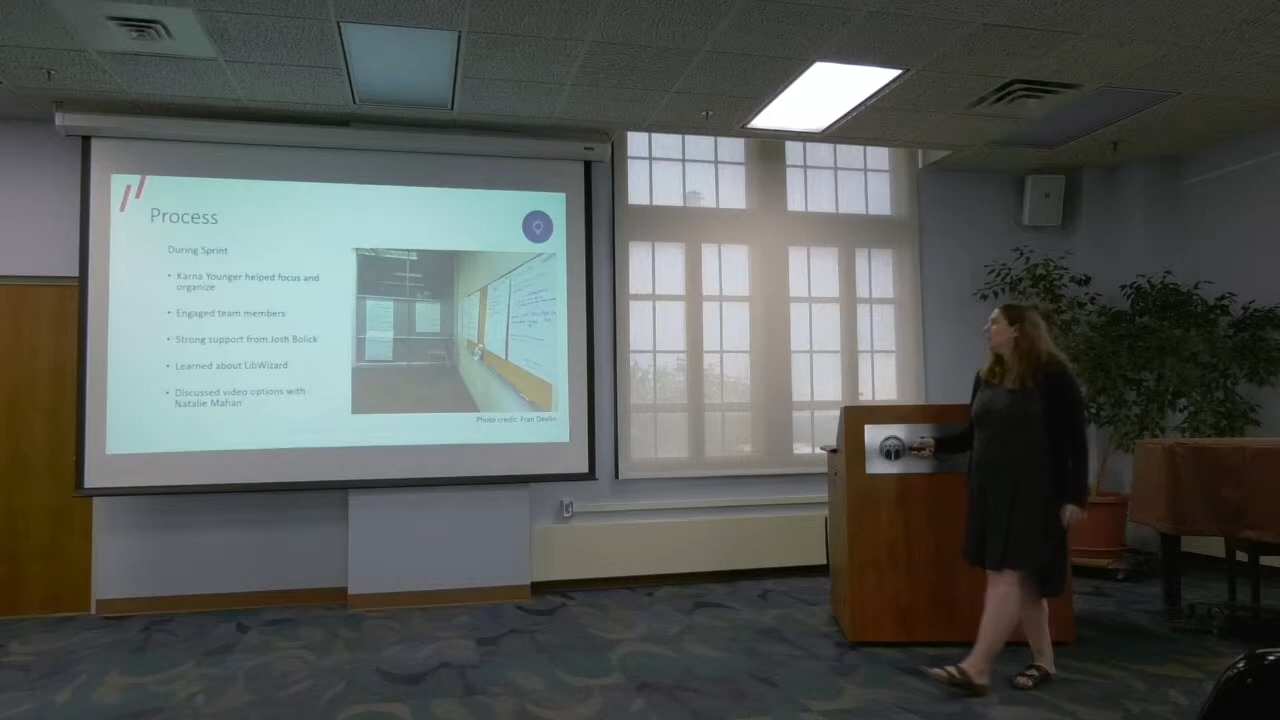 Process
During Sprint
• Karna Younger helped focus and
organize
• Engaged team members
• Strong support from Josh Bolick
• Learned about LibWizard
• Discussed video options with
Natalie Mahan
Photo credit: Fran Devlin